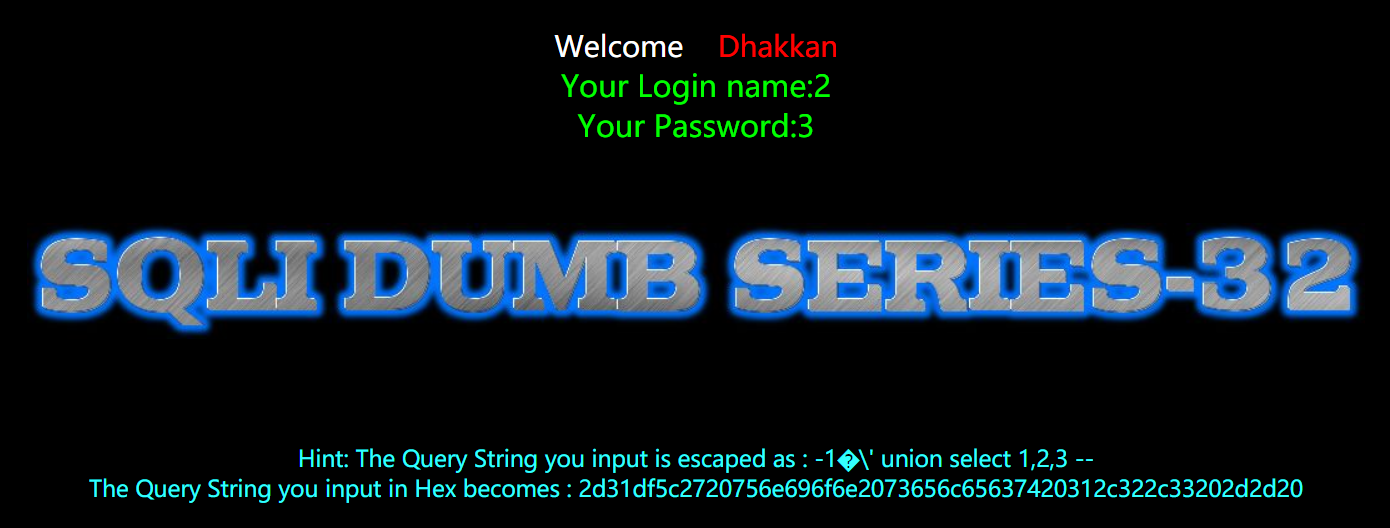 Welcome Dhakkan
Your Login name:2
Your Password:3
SQLI DUMB SERIES-32
Hint: The Query String you input is escaped as : -1�\' union select 1,2,3 --
The Query String you input in Hex becomes : 2d31df5c2720756e696f6e2073656c65637420312c322c33202d2d20